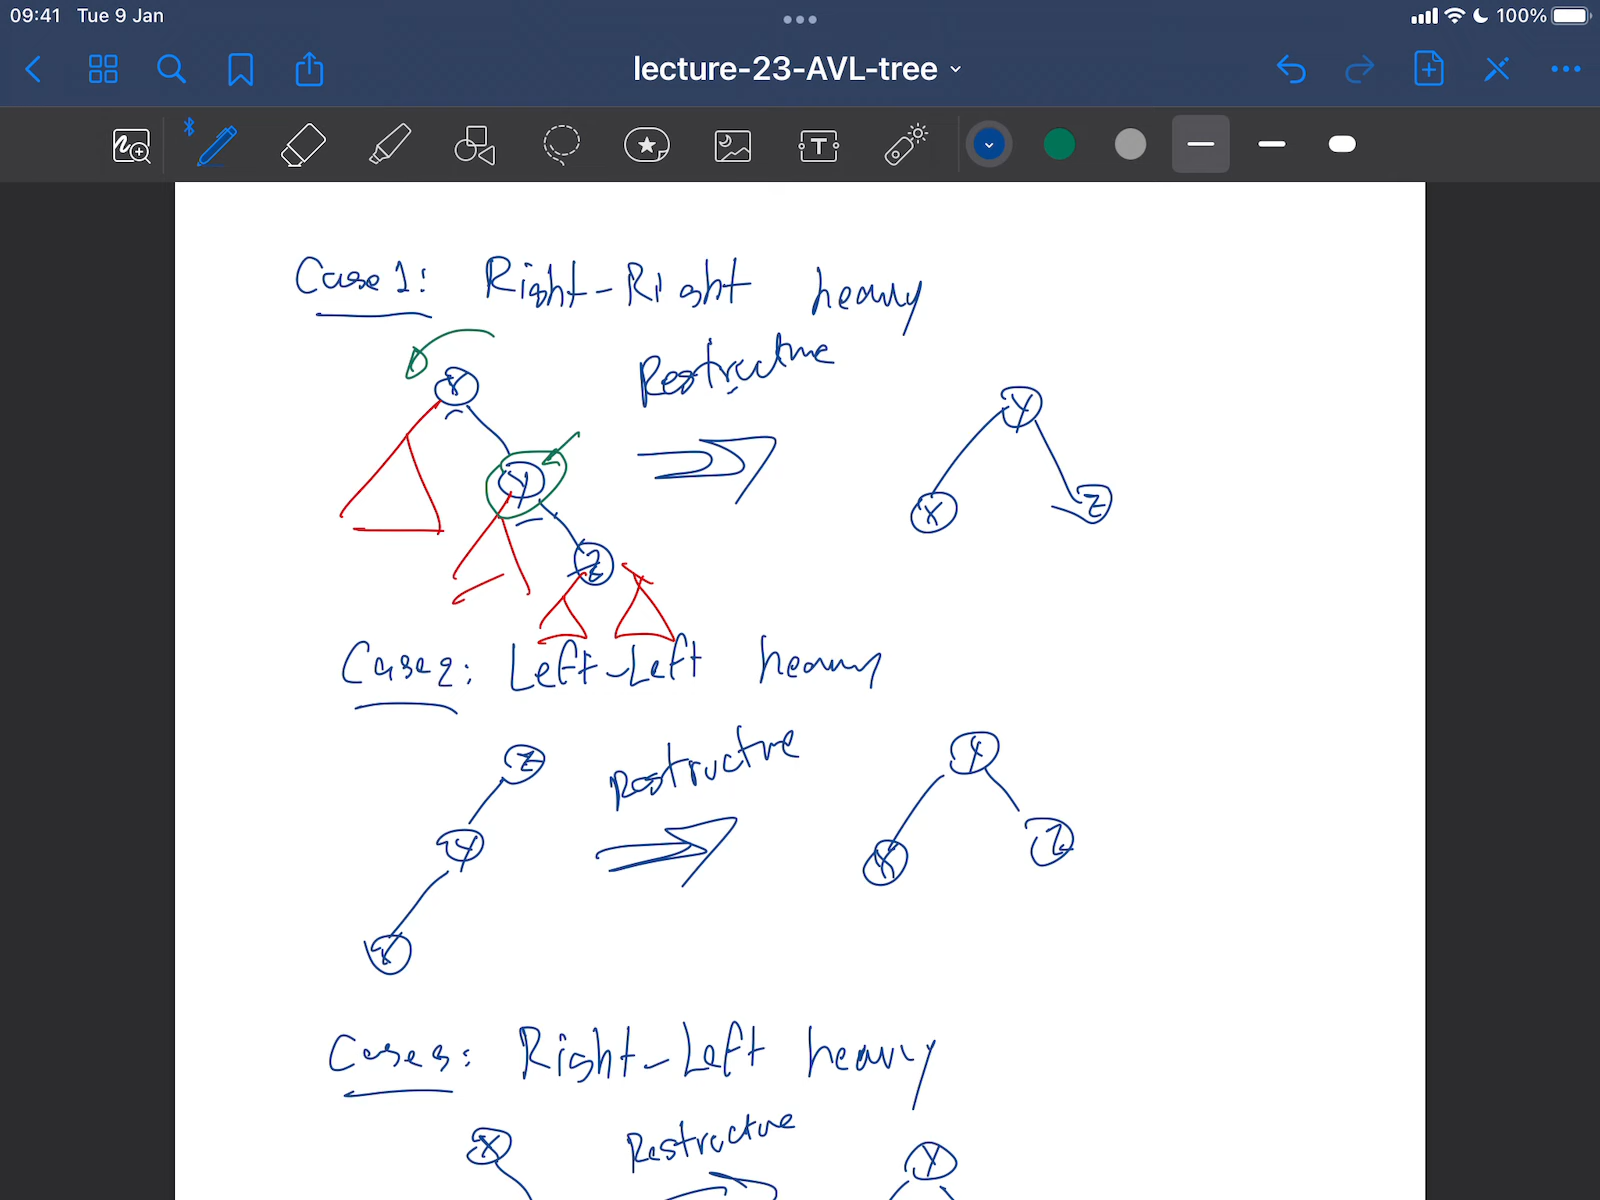 09:41 Tue 9 Jan
100%
lecture-23-AVL-tree
T
Case 1: Right-Right heavy
Restructure
X
Y
Y
X
Z
Z
Case 2: Left-Left heavy
Restructure
Z
Y
Y
X
Z
X
Case 3: Right-Left heavy
Restructure
X
Y